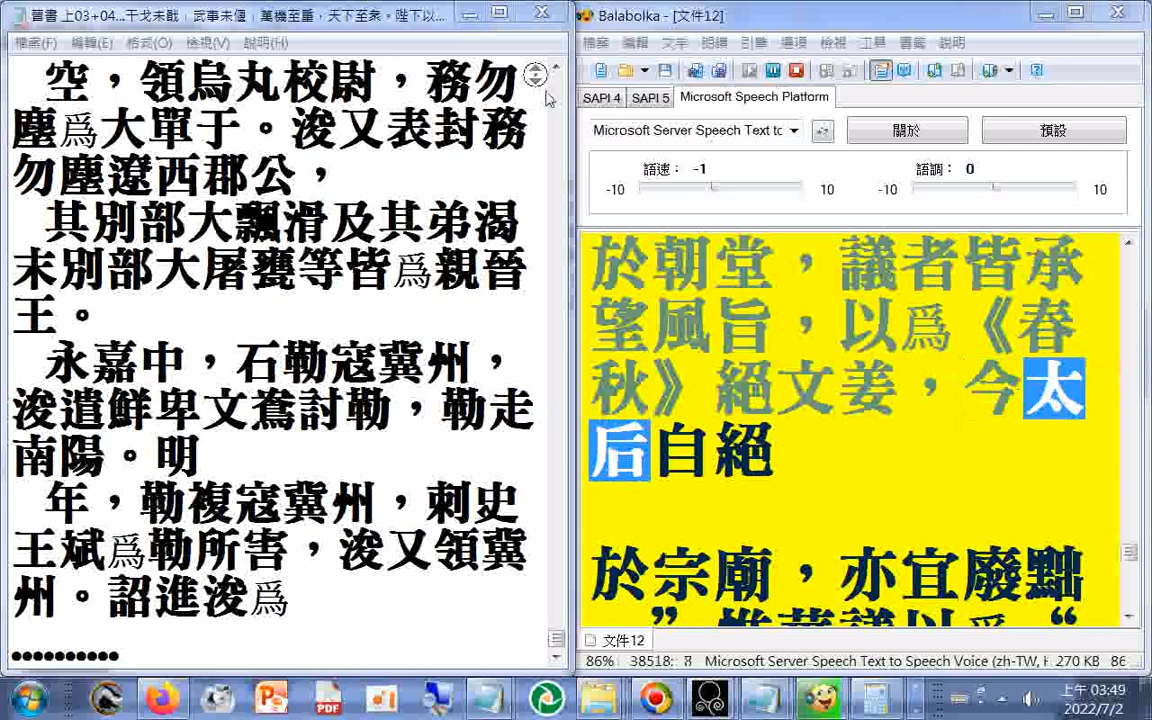 晉書 上03+04...干戈未戢﹐武事未偃﹐萬機至重﹐天下至眾。陛下以...
檔案(F) 編輯(E) 格式(O) 檢視(V) 說明(H)
空，領烏丸校尉，務勿
塵爲大單于。浚又表封務
勿塵遼西郡公，
其別部大飄滑及其弟渴
末別部大屠甕等皆爲親晉
王。
永嘉中，石勒寇冀州，
浚遣鮮卑文鴦討勒，勒走
南陽。明
年，勒複寇冀州，刺史
王斌爲勒所害，浚又領冀
州。詔進浚爲
●●●●●●●●●●
Balabolka - [文件12]
檔案 編輯 文字 朗讀 引擎 選項 檢視 工具 書籤 說明
SAPI 4 SAPI 5 Microsoft Speech Platform
Microsoft Server Speech Text to 關於 預設
語速： -1 語調： 0
-10 10 -10 10
於朝堂，議者皆承
望風旨，以爲《春
秋》絕文姜，今太
后自絕
於宗廟，亦宜廢黜
。”惟蔡議以爲“
文件12
86% 38518: Microsoft Server Speech Text to Speech Voice (zh-TW, H 270 KB 86
PDF
上午 03:49
2022/7/2